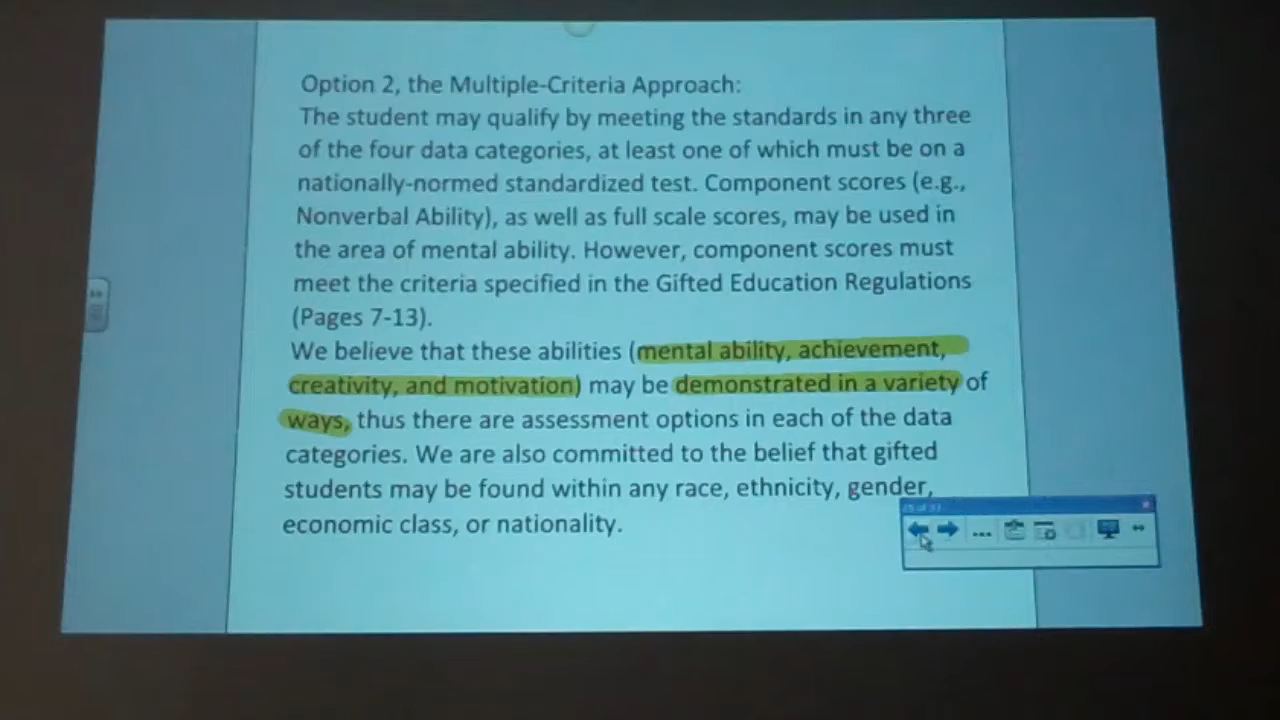 Option 2, the Multiple-Criteria Approach:
The student may qualify by meeting the standards in any three
of the four data categories, at least one of which must be on a
nationally-normed standardized test. Component scores (e.g.,
Nonverbal Ability), as well as full scale scores, may be used in
the area of mental ability. However, component scores must
meet the criteria specified in the Gifted Education Regulations
(Pages 7-13).
We believe that these abilities (mental ability, achievement,
creativity, and motivation) may be demonstrated in a variety of
ways, thus there are assessment options in each of the data
categories. We are also committed to the belief that gifted
students may be found within any race, ethnicity, gender,
economic class, or nationality.